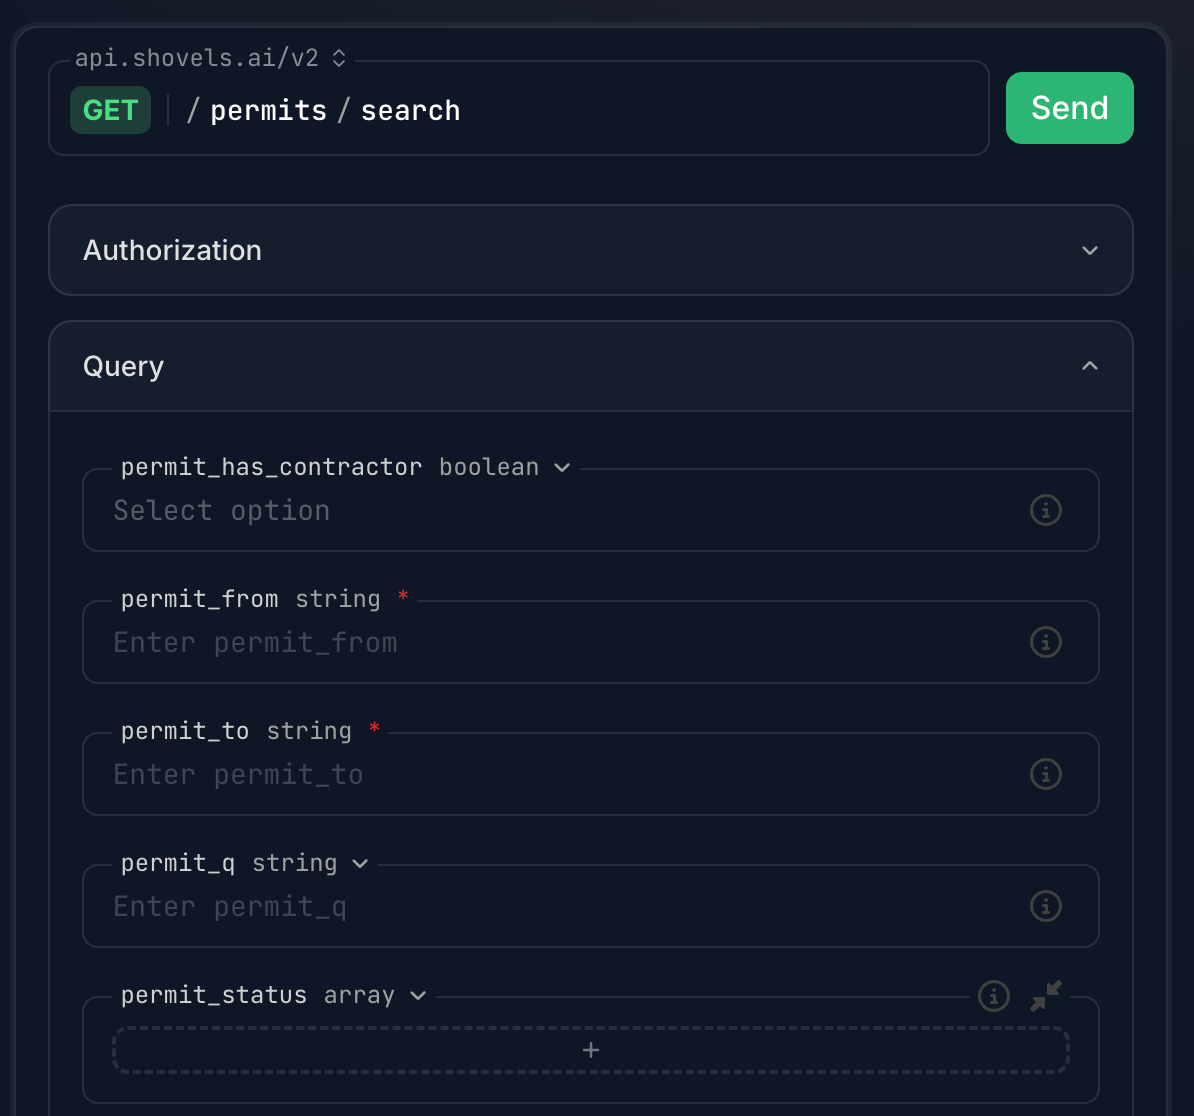 api.shovels.ai/v2
GET / permits / search
Send
Authorization
Query
permit_has_contractor boolean
Select option
permit_from string *
Enter permit_from
permit_to string *
Enter permit_to
permit_q string
Enter permit_q
permit_status array
+